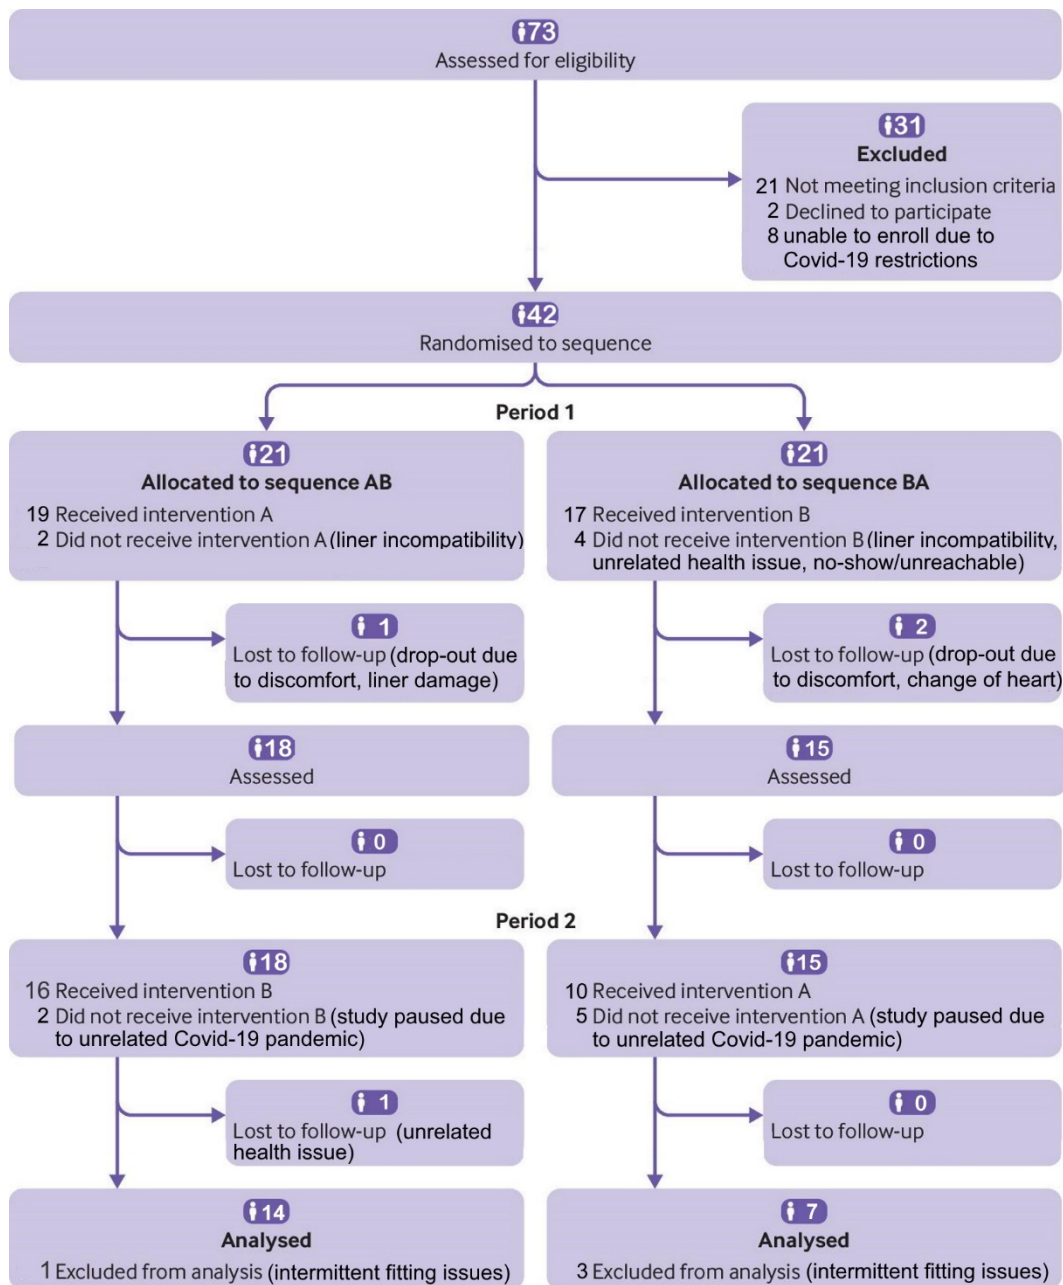 73
Assessed for eligibility
31
Excluded
21 Not meeting inclusion criteria
2 Declined to participate
8 unable to enroll due to
Covid-19 restrictions
42
Randomised to sequence
Period 1
21
Allocated to sequence AB
19 Received intervention A
2 Did not receive intervention A (liner incompatibility)
21
Allocated to sequence BA
17 Received intervention B
4 Did not receive intervention B (liner incompatibility,
unrelated health issue, no-show/unreachable)
1
Lost to follow-up (drop-out due
to discomfort, liner damage)
2
Lost to follow-up (drop-out due
to discomfort, change of heart)
18
Assessed
15
Assessed
0
Lost to follow-up
0
Lost to follow-up
Period 2
18
16 Received intervention B
2 Did not receive intervention B (study paused due
to unrelated Covid-19 pandemic)
15
10 Received intervention A
5 Did not receive intervention A (study paused due
to unrelated Covid-19 pandemic)
1
Lost to follow-up (unrelated
health issue)
0
Lost to follow-up
14
Analysed
1 Excluded from analysis (intermittent fitting issues)
7
Analysed
3 Excluded from analysis (intermittent fitting issues)